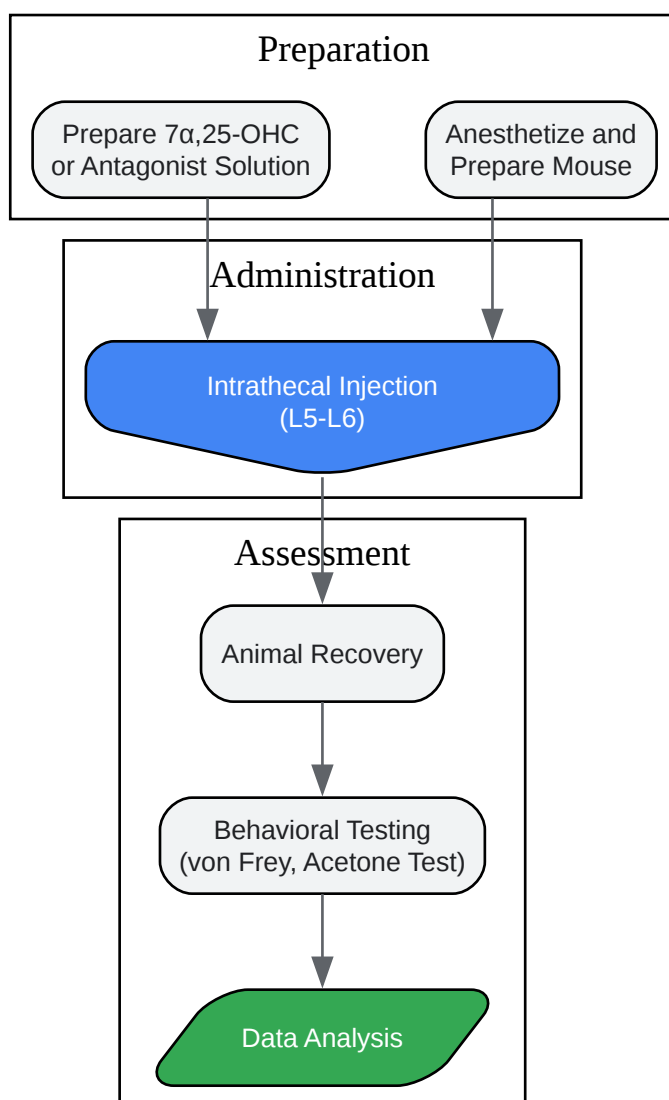 Preparation
Prepare 7α,25-OHC
or Antagonist Solution
Anesthetize and
Prepare Mouse
Administration
Intrathecal Injection
(L5-L6)
Assessment
Animal Recovery
Behavioral Testing
(von Frey, Acetone Test)
Data Analysis